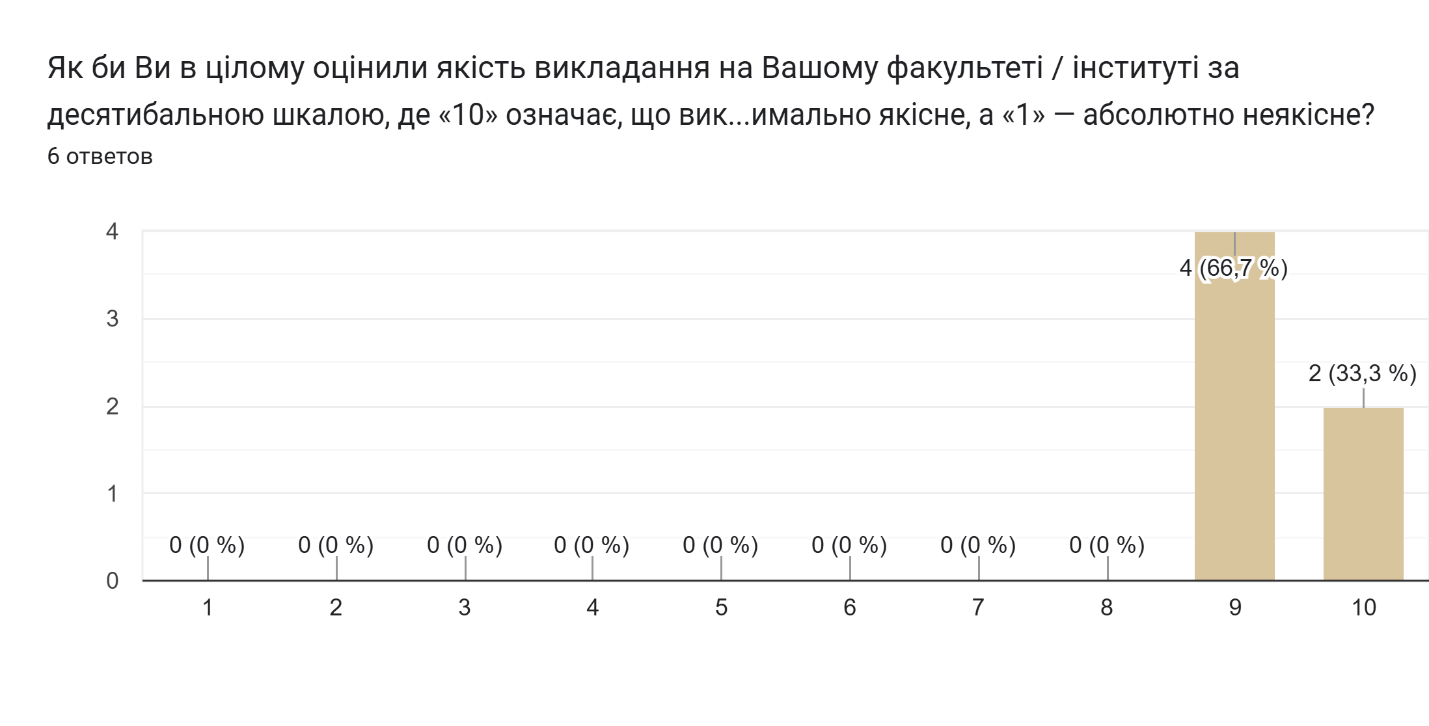 Як би Ви в цілому оцінили якість викладання на Вашому факультеті / інституті за
десятибальною шкалою, де «10» означає, що вик...имально якісне, а «1» — абсолютно неякісне?
6 ответов
4
4 (66,7 %)
3
2 (33,3 %)
2
1
0 (0 %) 0 (0 %) 0 (0 %) 0 (0 %) 0 (0 %) 0 (0 %) 0 (0 %) 0 (0 %)
0
1 2 3 4 5 6 7 8 9 10